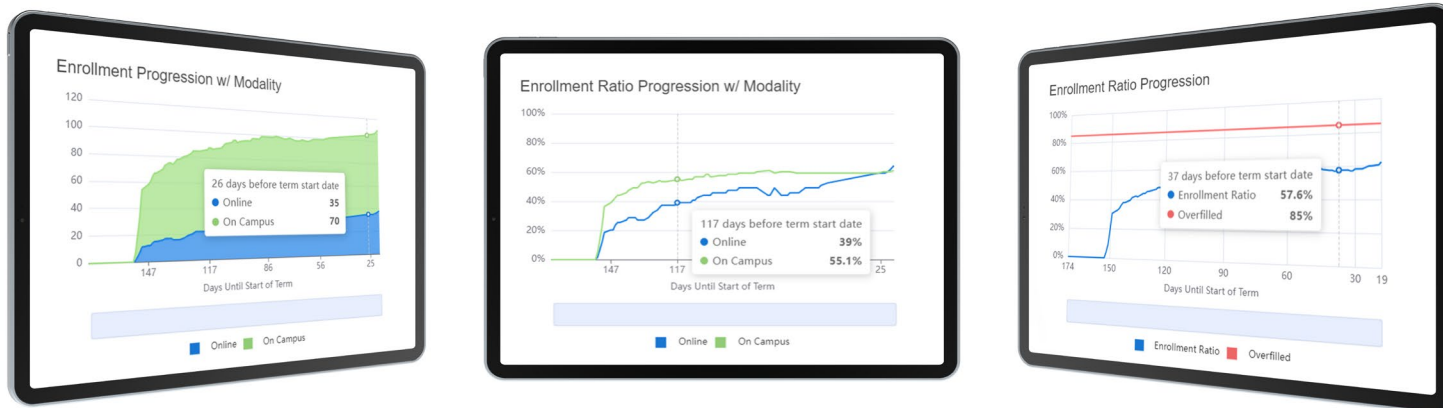 Enrollment Progression w/ Modality
120
100
80
60
40
20
0
26 days before term start date
Online 35
On Campus 70
147 117 86 56 25
Days Until Start of Term
Online On Campus
Enrollment Ratio Progression w/ Modality
100%
80%
60%
40%
20%
0%
117 days before term start date
Online 39%
On Campus 55.1%
147 117 25
Days Until Start of Term
Online On Campus
Enrollment Ratio Progression
100%
80%
60%
40%
20%
0%
37 days before term start date
Enrollment Ratio 57.6%
Overfilled 85%
174 150 120 90 60 30 19
Days Until Start of Term
Enrollment Ratio Overfilled